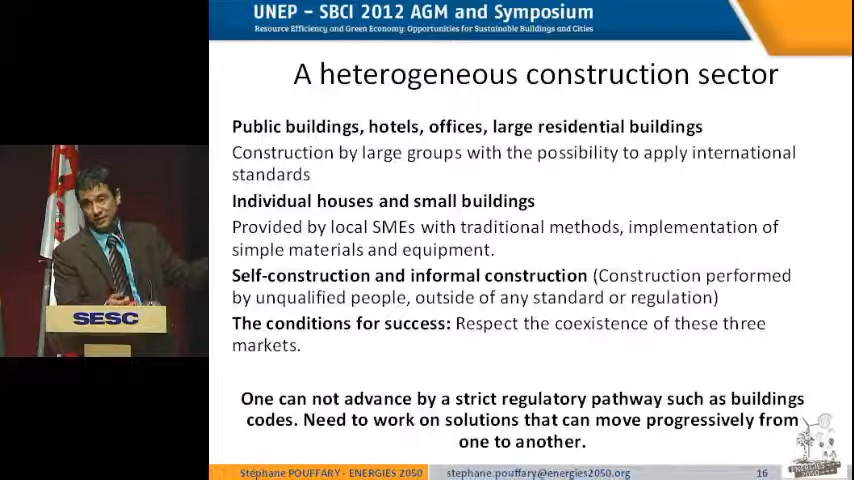 UNEP – SBCI 2012 AGM and Symposium
Resource Efficiency and Green Economy: Opportunities for Sustainable Buildings and Cities
A heterogeneous construction sector
Public buildings, hotels, offices, large residential buildings
Construction by large groups with the possibility to apply international
standards
Individual houses and small buildings
Provided by local SMEs with traditional methods, implementation of
simple materials and equipment.
Self-construction and informal construction (Construction performed
by unqualified people, outside of any standard or regulation)
The conditions for success: Respect the coexistence of these three
markets.
One can not advance by a strict regulatory pathway such as buildings
codes. Need to work on solutions that can move progressively from
one to another.
SESC
Stéphane POUFFARY - ENERGIES 2050
stephane.pouffary@energies2050.org
16
ENERGIES
2050